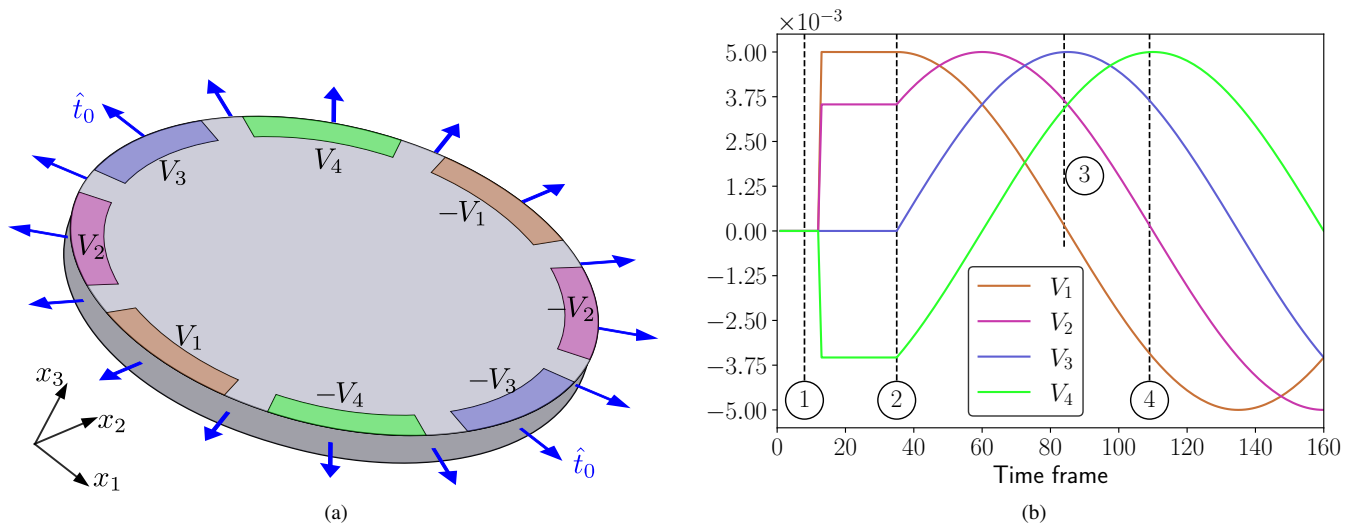 t̂₀
V₃
V₄
−V₁
V₂
−V₂
V₁
−V₄
−V₃
t̂₀
x₃
x₂
x₁
(a)
×10⁻³
5.00
3.75
2.50
1.25
0.00
−1.25
−2.50
−3.75
−5.00
3
V₁
V₂
V₃
V₄
1
2
4
0
20
40
60
80
100
120
140
160
Time frame
(b)